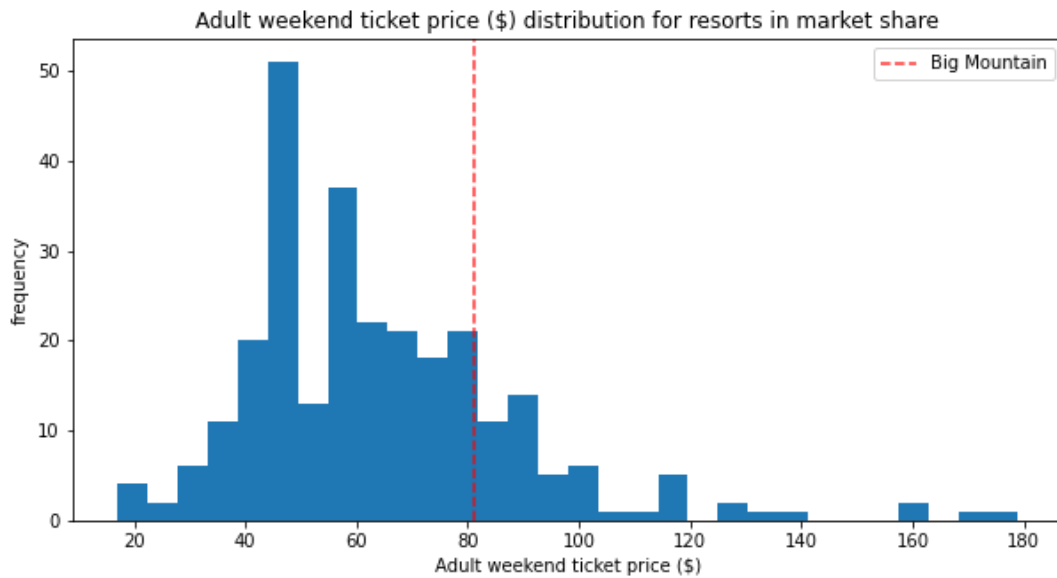 Adult weekend ticket price ($) distribution for resorts in market share
Big Mountain
frequency
50
40
30
20
10
0
20 40 60 80 100 120 140 160 180
Adult weekend ticket price ($)